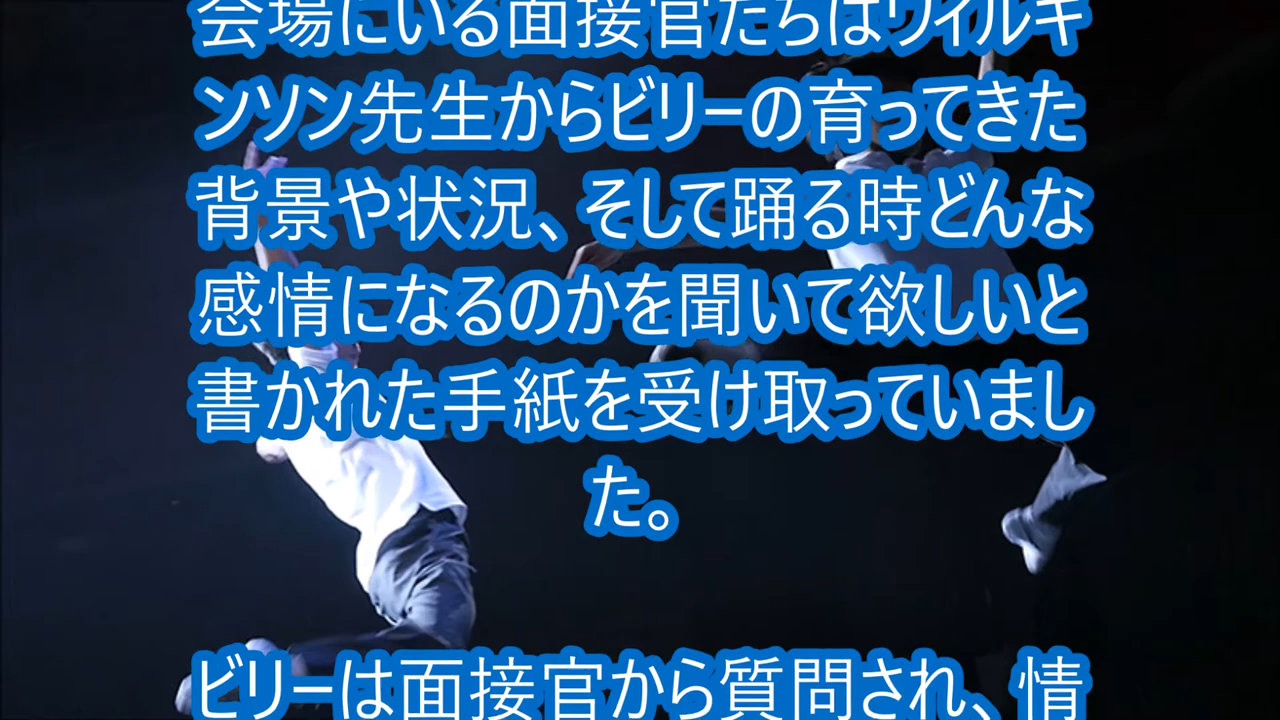 会場にいる面接官たちはウィルキ
ンソン先生からビリーの育ってきた
背景や状況、そして踊る時どんな
感情になるのかを聞いて欲しいと
書かれた手紙を受け取っていまし
た。
ビリーは面接官から質問され、情